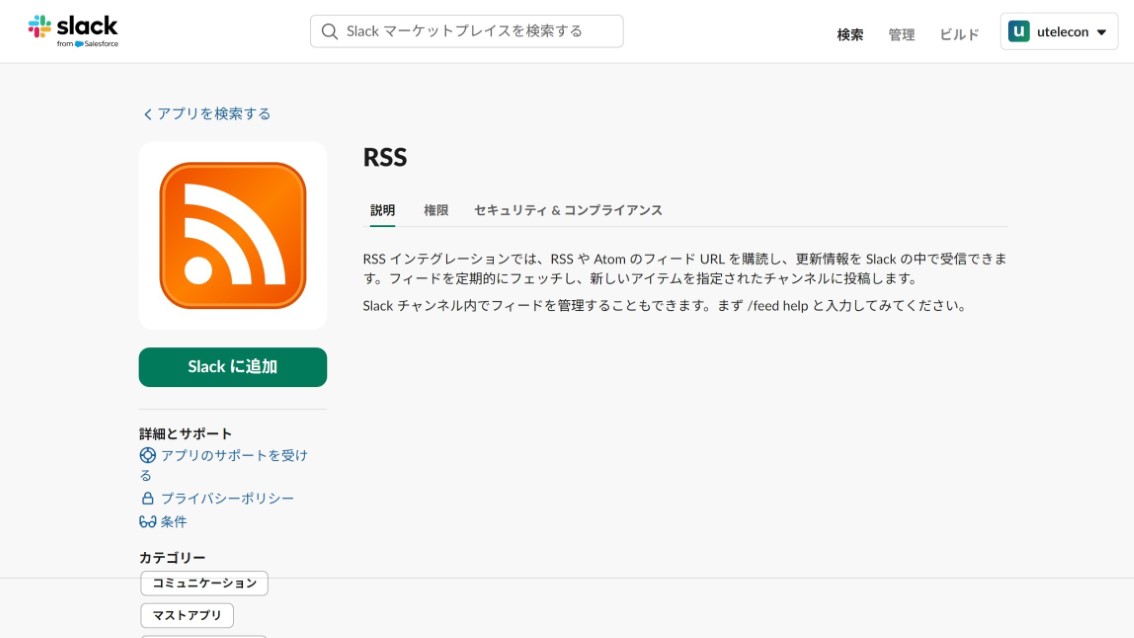 slack
from Salesforce
Slack マーケットプレイスを検索する
検索
管理
ビルド
u
utelecon
アプリを検索する
RSS
説明
権限
セキュリティ & コンプライアンス
RSS インテグレーションでは、RSS や Atom のフィード URL を購読し、更新情報を Slack の中で受信できま
す。フィードを定期的にフェッチし、新しいアイテムを指定されたチャンネルに投稿します。
Slack チャンネル内でフィードを管理することもできます。まず /feed help と入力してみてください。
Slack に追加
詳細とサポート
アプリのサポートを受け
る
プライバシーポリシー
条件
カテゴリー
コミュニケーション
マストアプリ